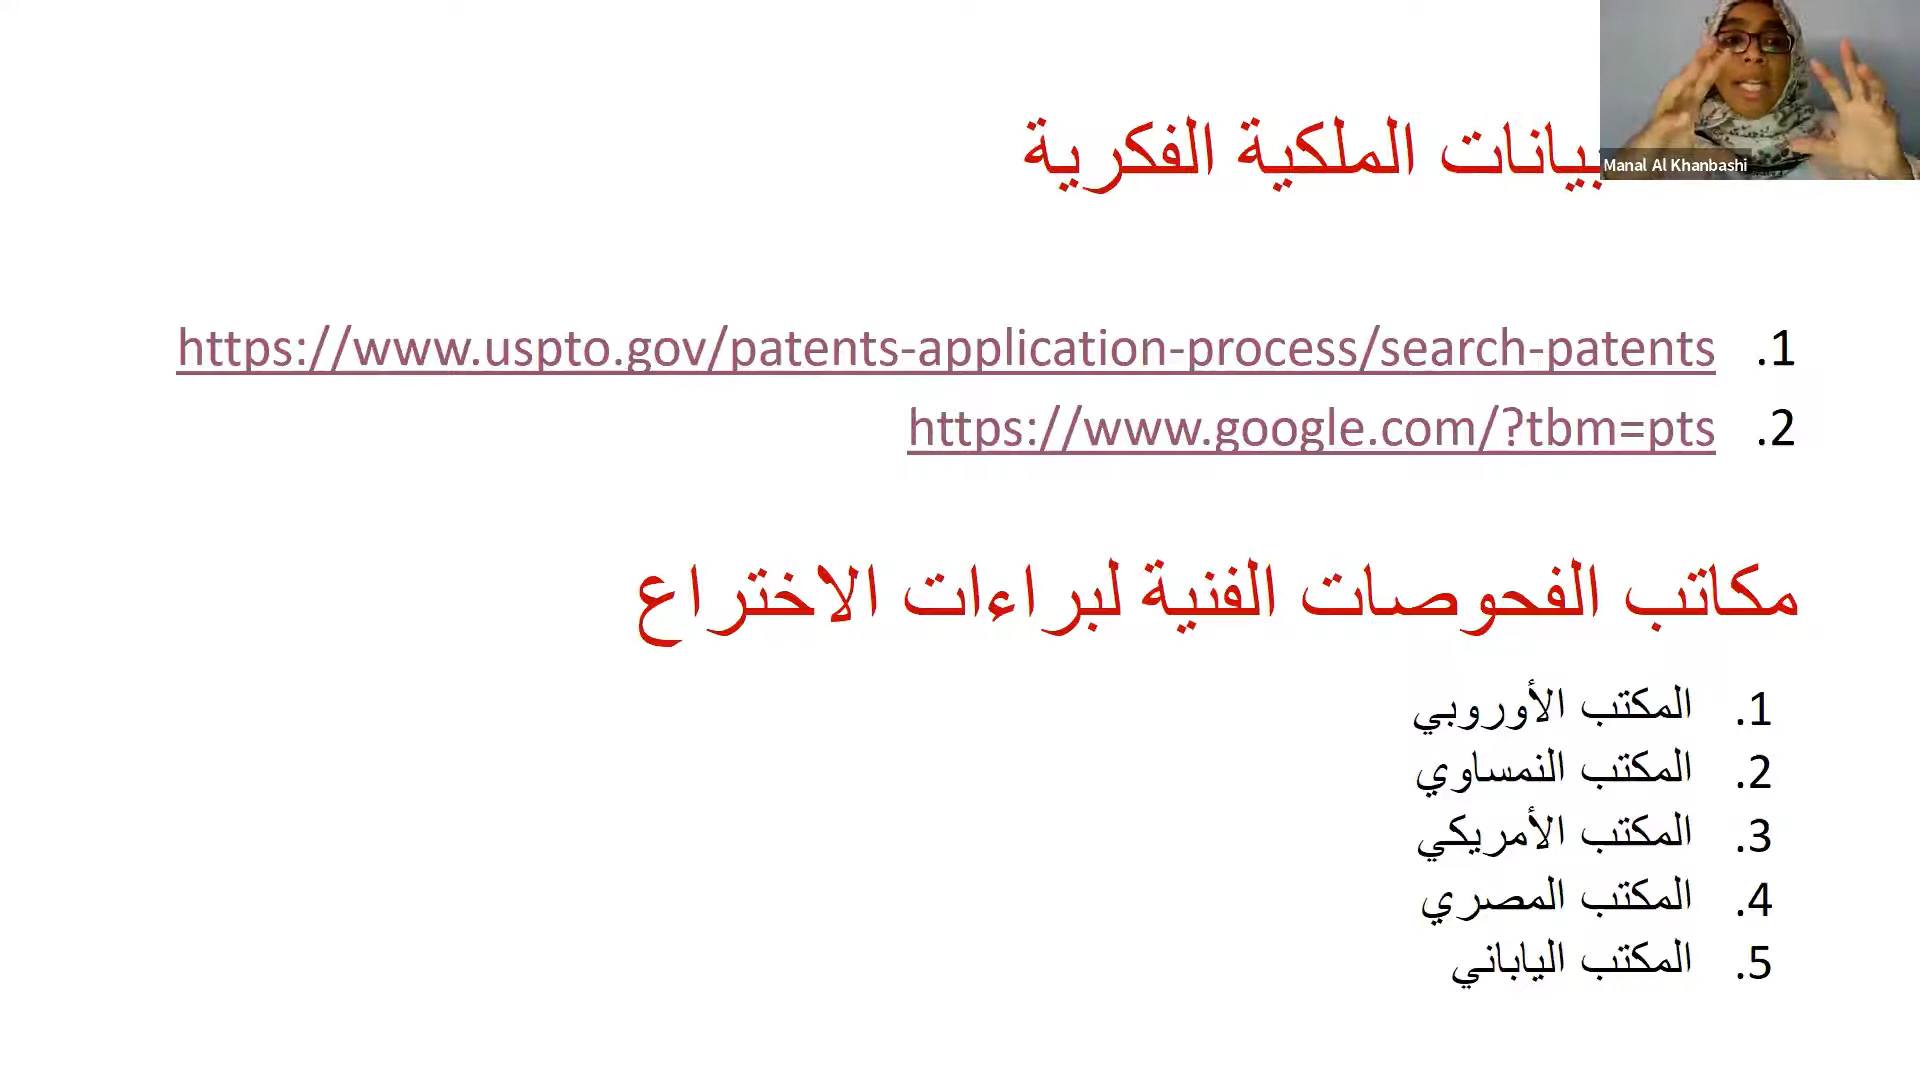 بيانات الملكية الفكرية
Manal Al Khanbashi
1. https://www.uspto.gov/patents-application-process/search-patents
2. https://www.google.com/?tbm=pts
مكاتب الفحوصات الفنية لبراءات الاختراع
1. المكتب الأوروبي
2. المكتب النمساوي
3. المكتب الأمريكي
4. المكتب المصري
5. المكتب الياباني